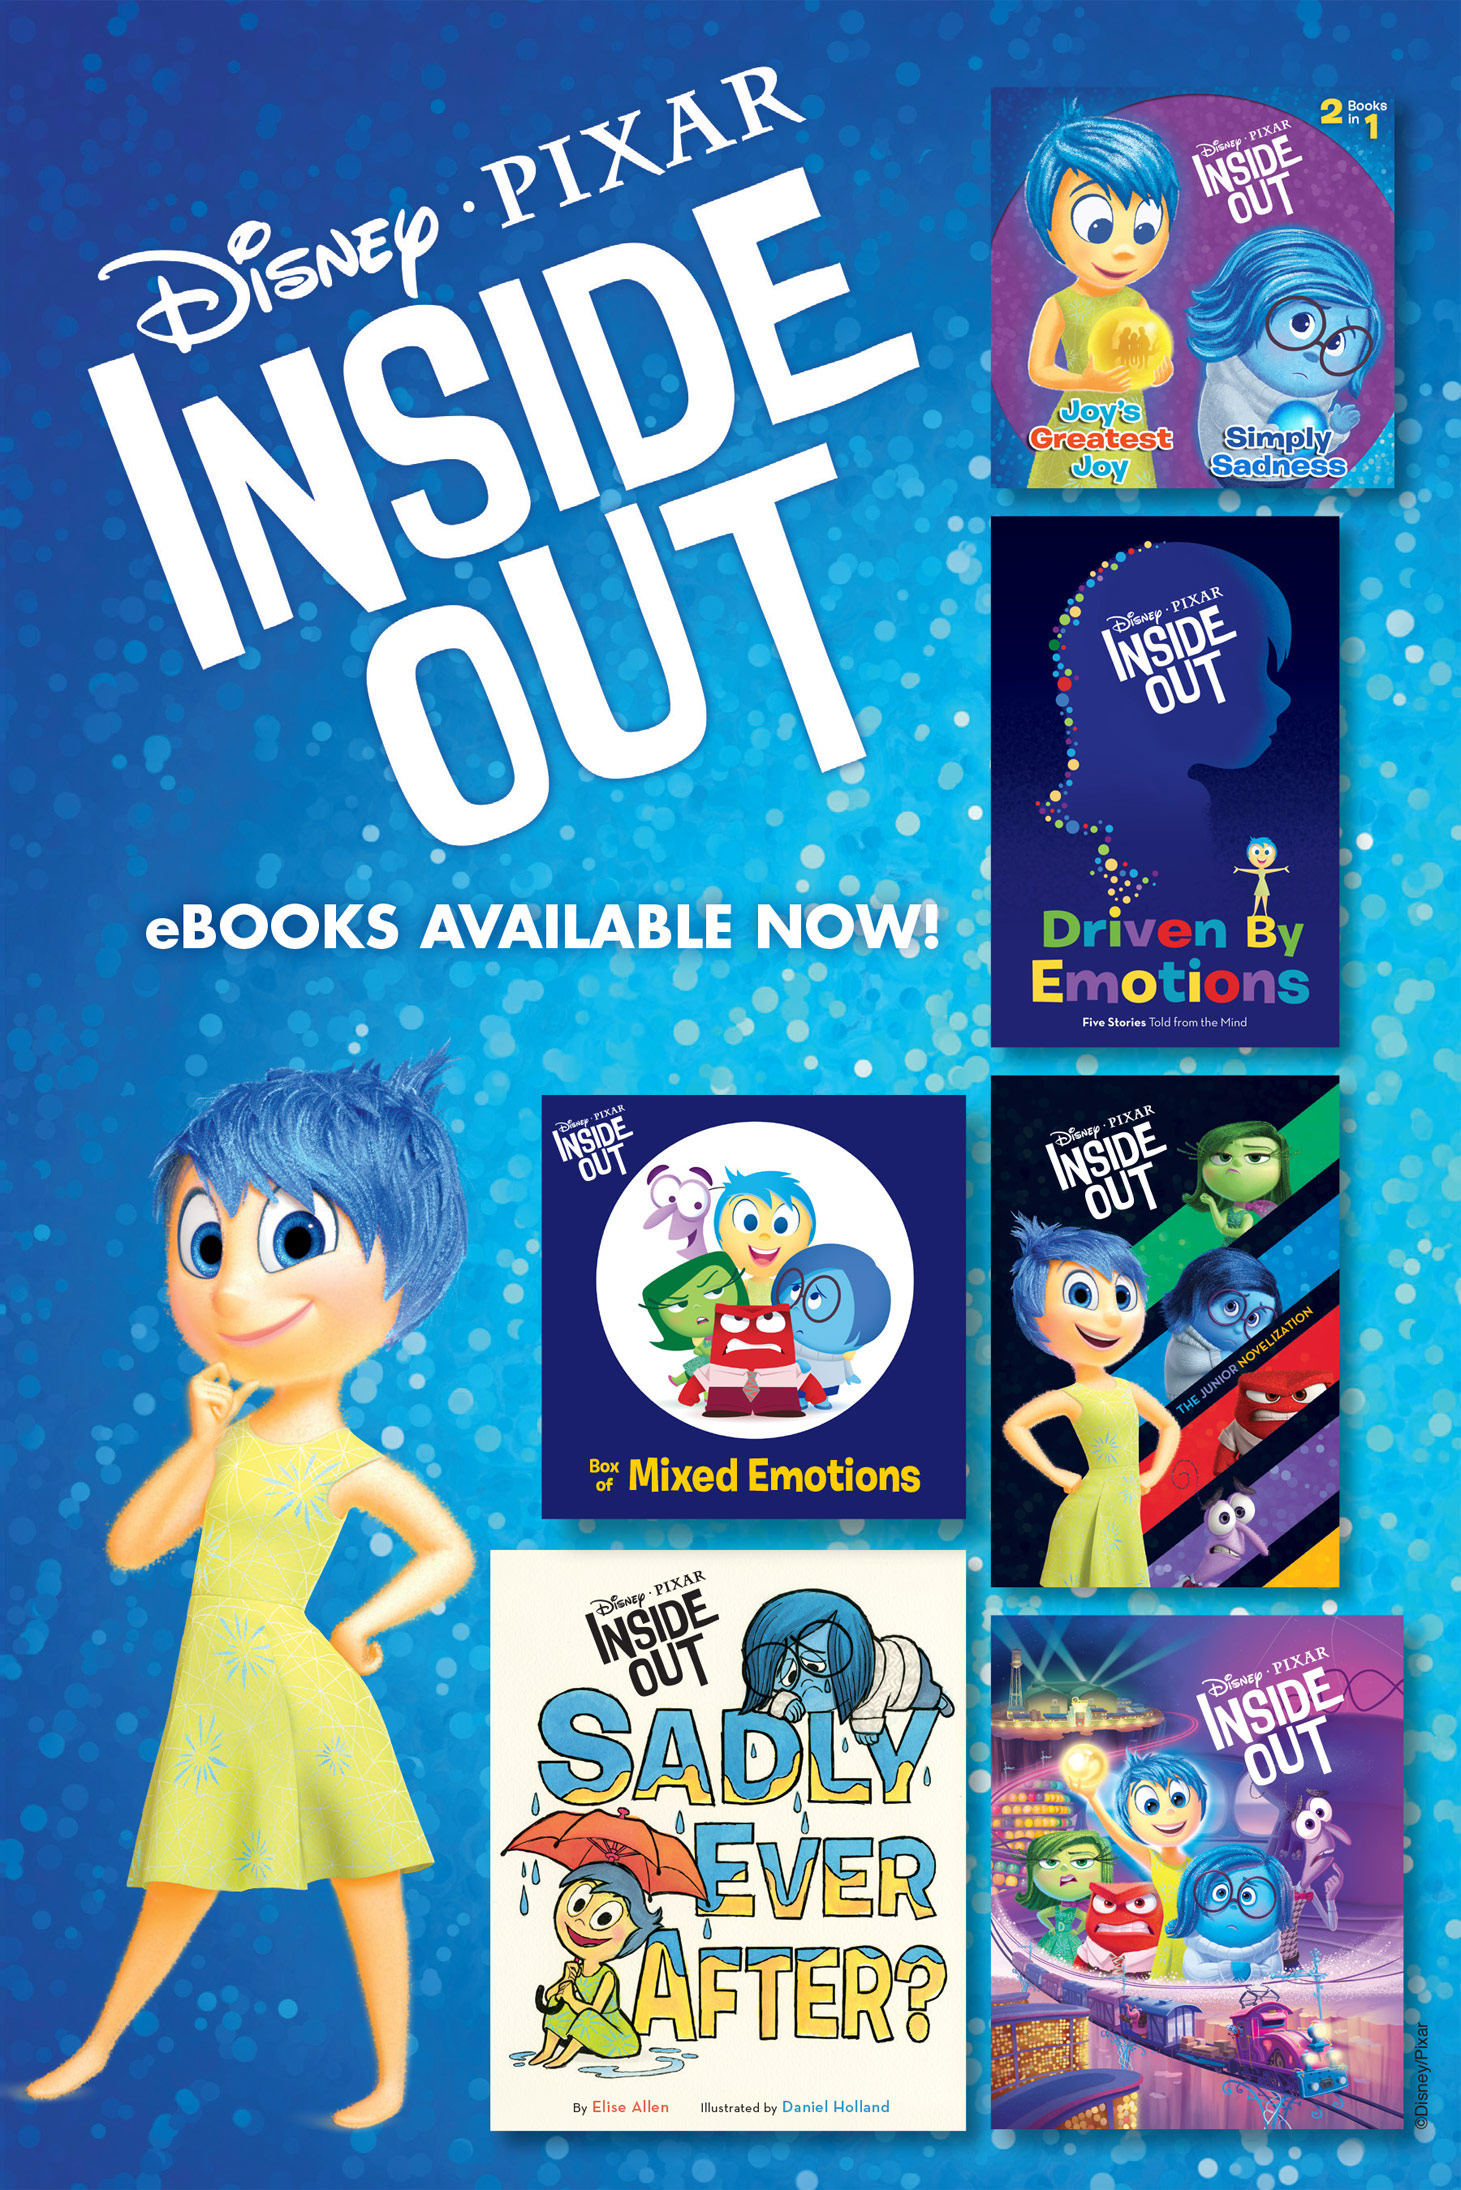 Disney · PIXAR
INSIDE
OUT
eBOOKS AVAILABLE NOW!
2 Books
in 1
Disney · PIXAR
INSIDE
OUT
Joy's
Greatest
Joy
Simply
Sadness
Disney · PIXAR
INSIDE
OUT
Driven By
Emotions
Five Stories Told from the Mind
Disney · PIXAR
INSIDE
OUT
Box
of Mixed Emotions
Disney · PIXAR
INSIDE
OUT
THE JUNIOR NOVELIZATION
Disney · PIXAR
INSIDE
OUT
SADLY
EVER
AFTER?
By Elise Allen Illustrated by Daniel Holland
Disney · PIXAR
INSIDE
OUT
©Disney/Pixar